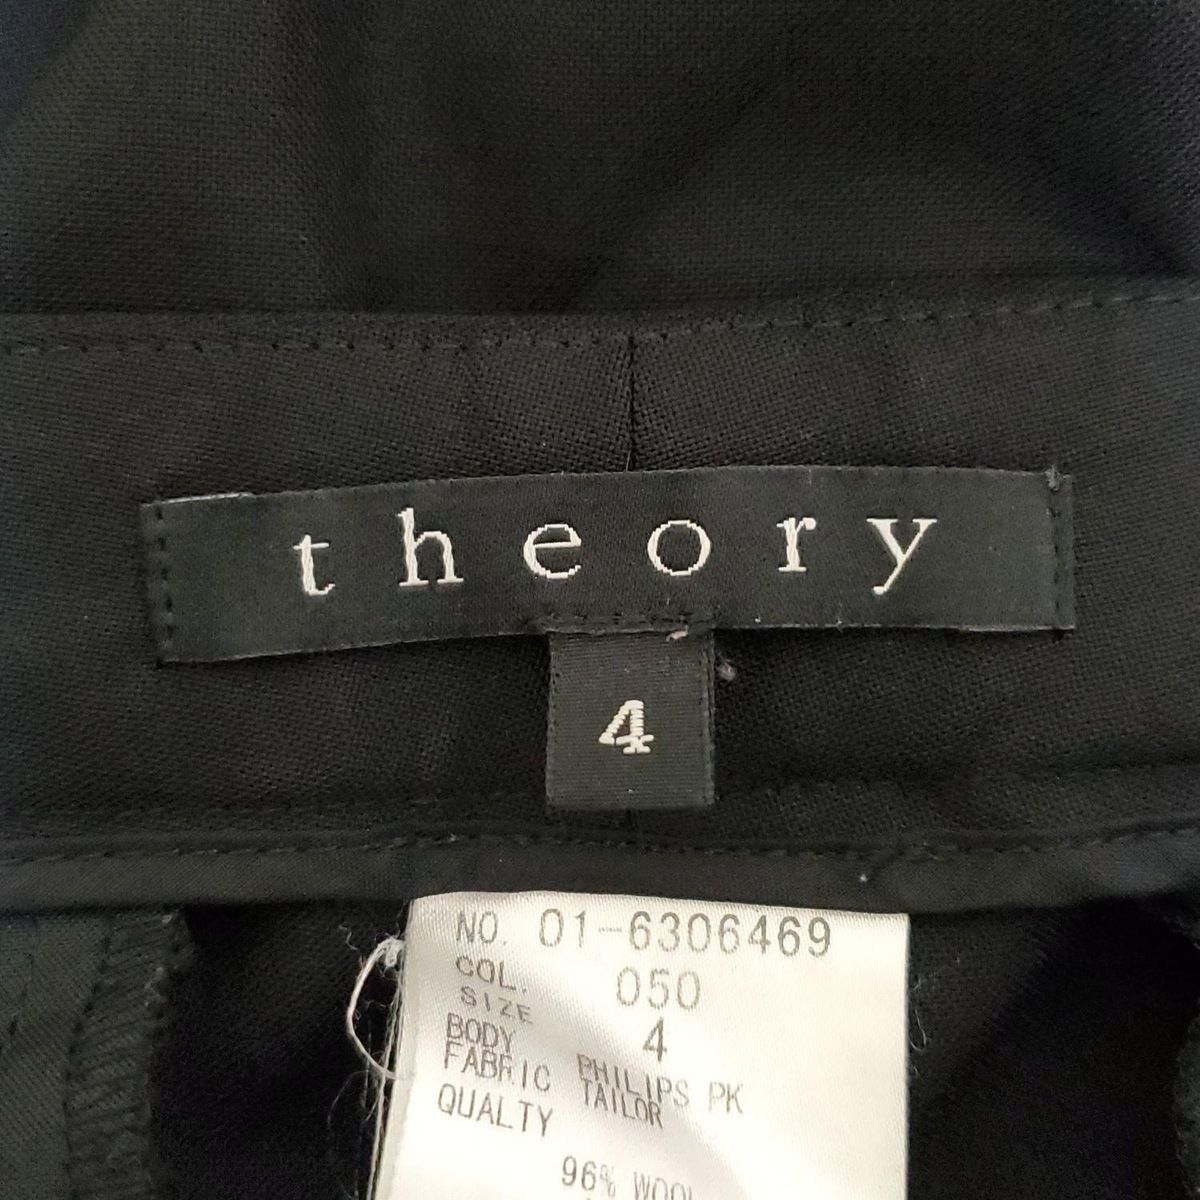 theory
4
NO. 01-6306469
COL. 050
SIZE 4
BODY PHILIPS PK
FABRIC TAILOR
QUALTY
96% WOOL